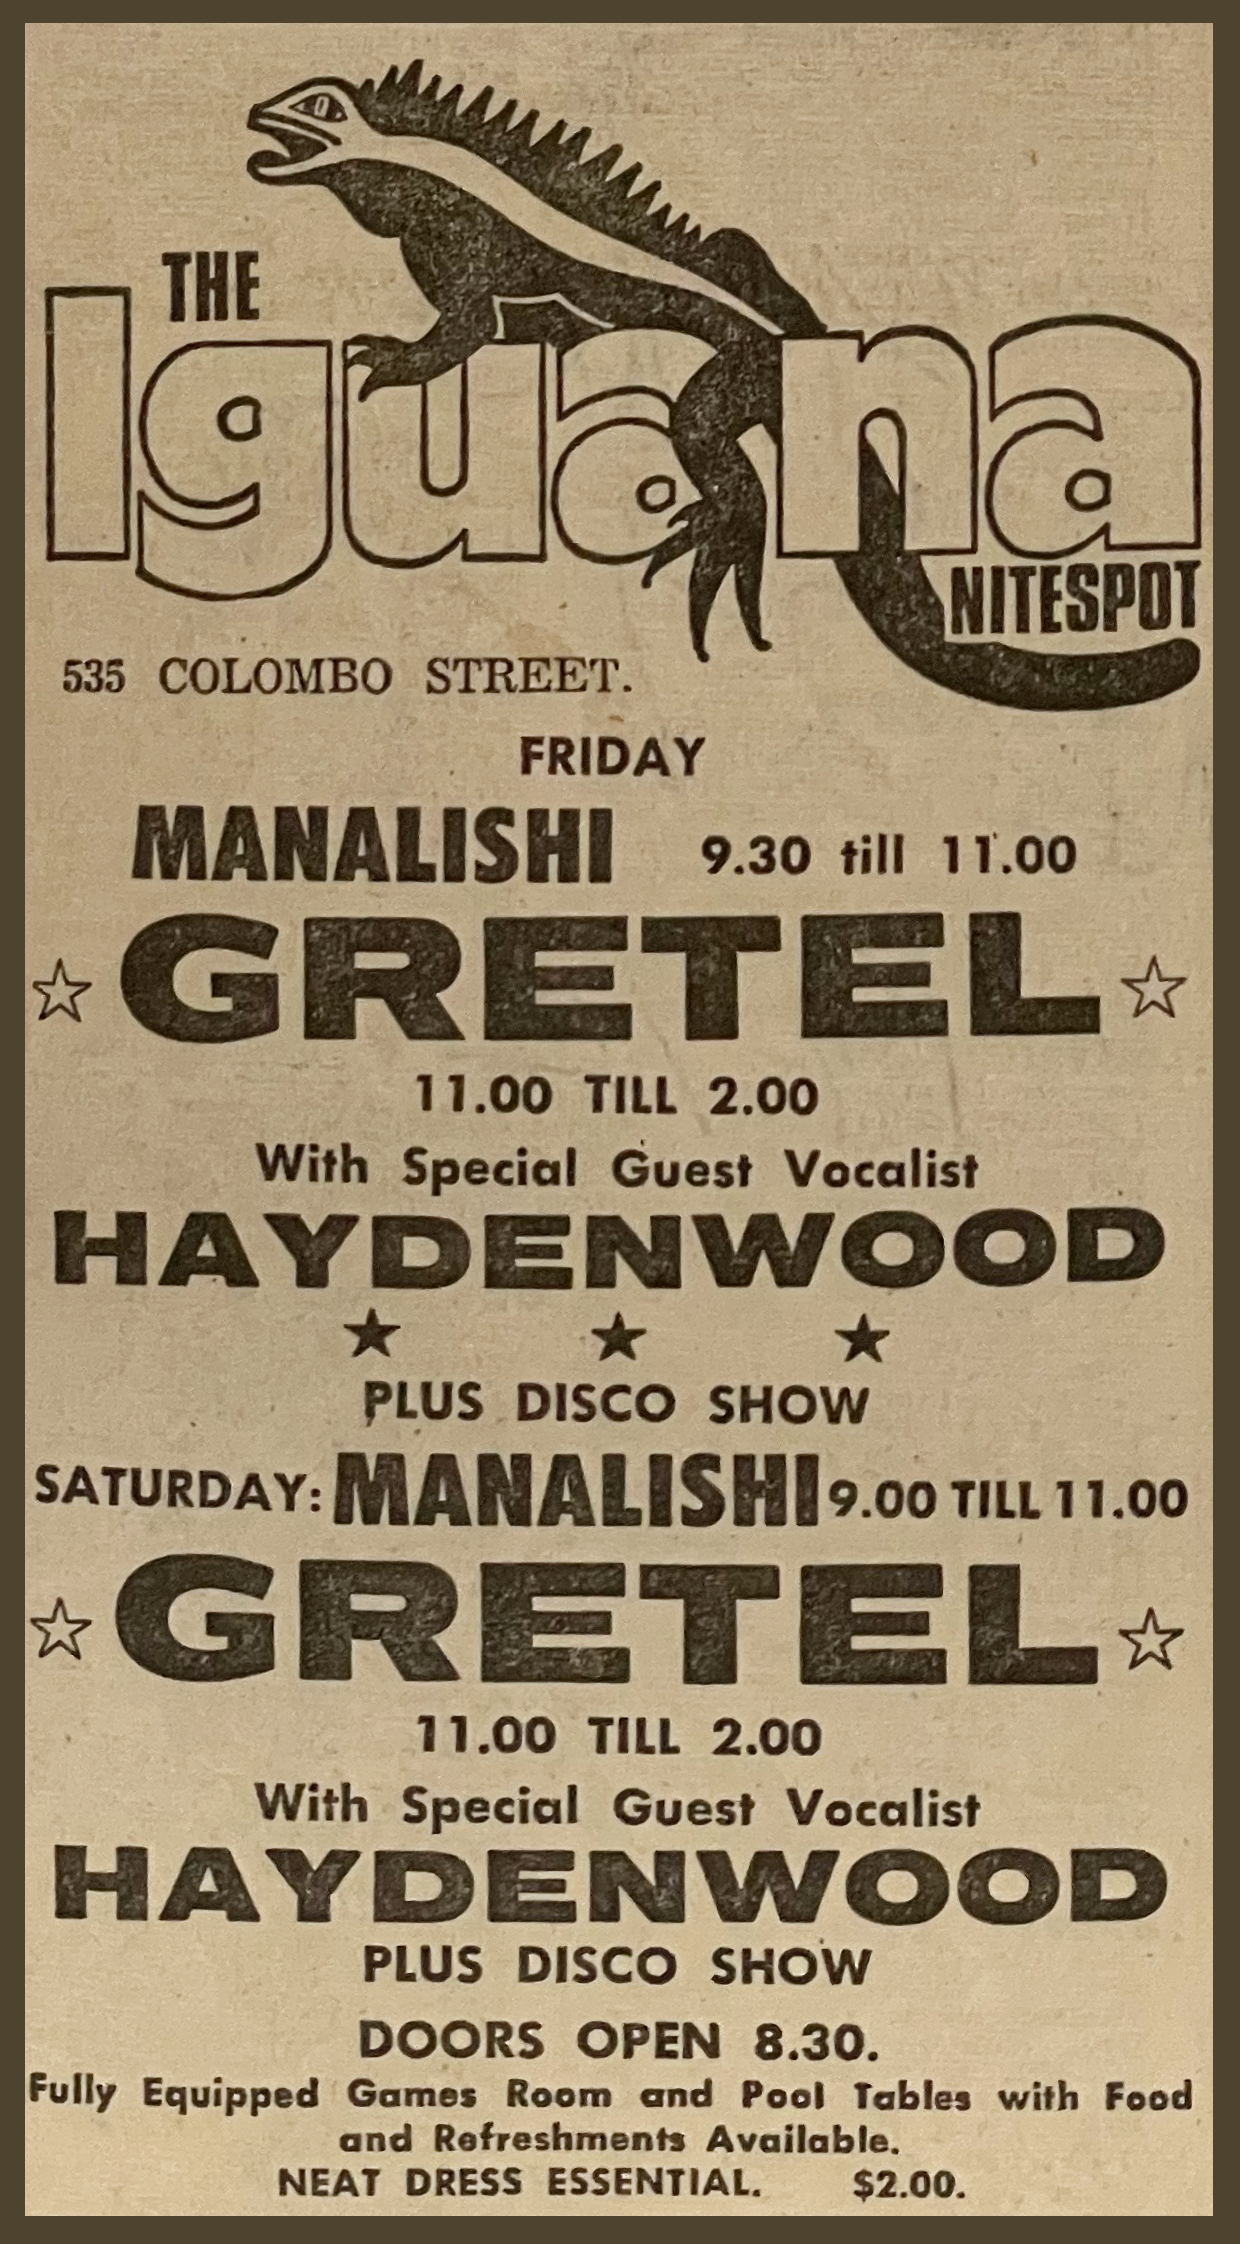 THE
Iguana
NITESPOT
535 COLOMBO STREET.
FRIDAY
MANALISHI 9.30 till 11.00
☆ GRETEL ☆
11.00 TILL 2.00
With Special Guest Vocalist
HAYDENWOOD
★ ★ ★
PLUS DISCO SHOW
SATURDAY: MANALISHI 9.00 TILL 11.00
☆ GRETEL ☆
11.00 TILL 2.00
With Special Guest Vocalist
HAYDENWOOD
PLUS DISCO SHOW
DOORS OPEN 8.30.
Fully Equipped Games Room and Pool Tables with Food
and Refreshments Available.
NEAT DRESS ESSENTIAL. $2.00.